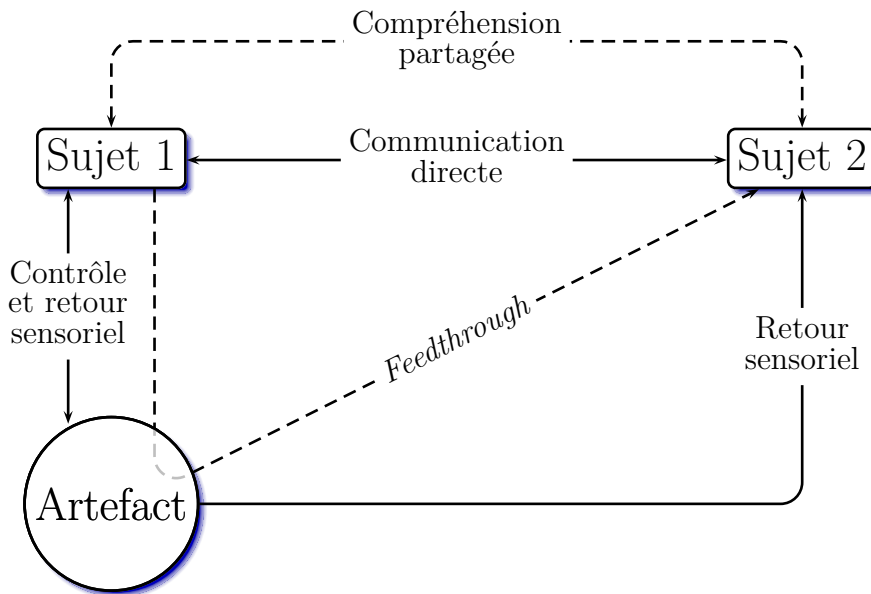 Compréhension
partagée
Sujet 1
Communication
directe
Sujet 2
Contrôle
et retour
sensoriel
Feedthrough
Retour
sensoriel
Artefact